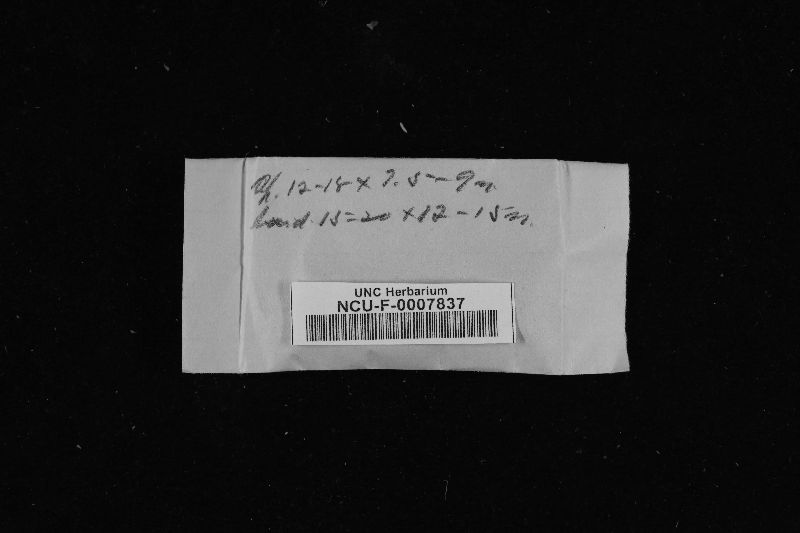 12-18 x 7.5-9
15-20 x 12-15
UNC Herbarium
NCU-F-0007837